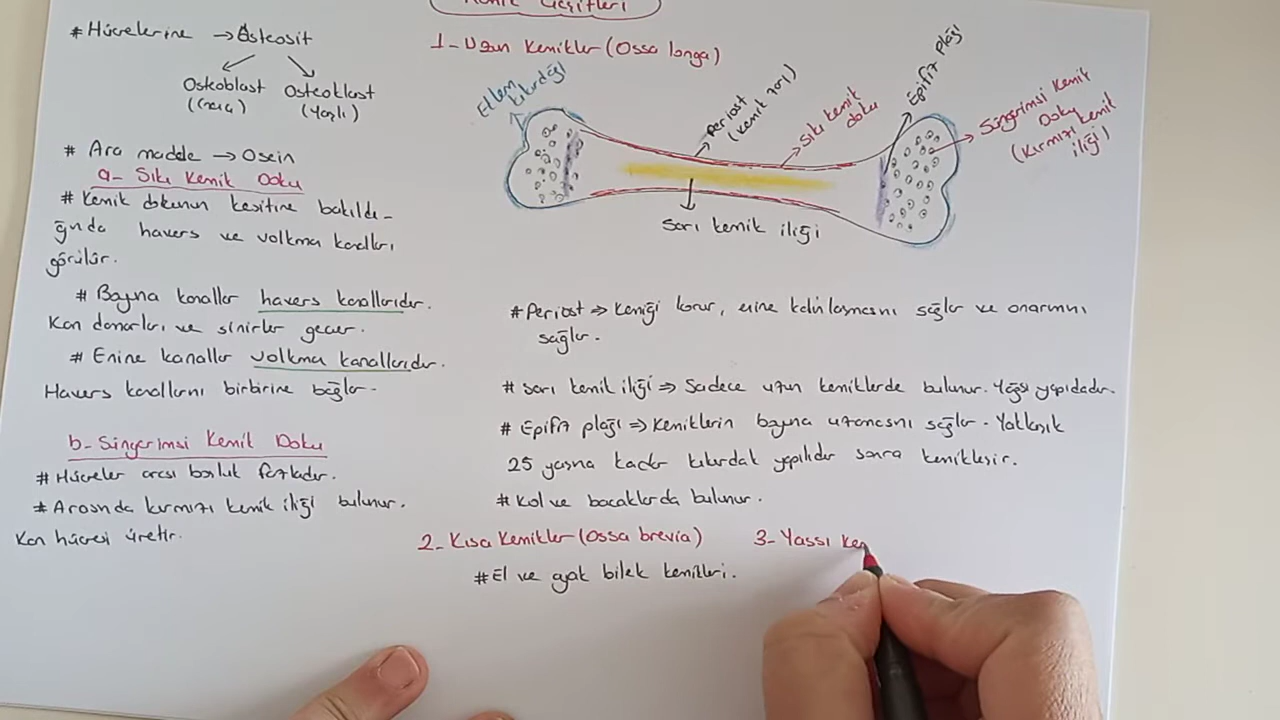 Kemik Çeşitleri
# Hücrelerine → Osteosit
Osteoblast
(Genç)
Osteoklast
(Yaşlı)
# Ara madde → Osein
a- Sıkı Kemik Doku
# Kemik dokunun kesitine bakıldı-
ğında havers ve volkman kanalları
görülür.
# Boyuna kanallar havers kanallarıdır.
Kan damarları ve sinirler geçer.
# Enine kanallar volkman kanallarıdır.
Havers kanallarını birbirine bağlar.
b- Süngerimsi Kemik Doku
# Hücreler arası boşluk fazladır.
# Arasında kırmızı kemik iliği bulunur.
Kan hücresi üretir.
1- Uzun Kemikler (Ossa longa)
Eklem
kıkırdağı
Periost
(Kemik zarı)
Sıkı kemik
doku
Epifiz plağı
Süngerimsi Kemik
Doku
(Kırmızı kemik
iliği)
Sarı kemik iliği
# Periost ⇒ Kemiği korur, enine kalınlaşmasını sağlar ve onarımını
sağlar.
# Sarı kemik iliği ⇒ Sadece uzun kemiklerde bulunur. Yağsı yapıdadır.
# Epifiz plağı ⇒ Kemiklerin boyuna uzamasını sağlar. Yaklaşık
25 yaşına kadar kıkırdak yapılıdır sonra kemikleşir.
# Kol ve bacaklarda bulunur.
2- Kısa Kemikler (Ossa brevia)
# El ve ayak bilek kemikleri.
3- Yassı Kem